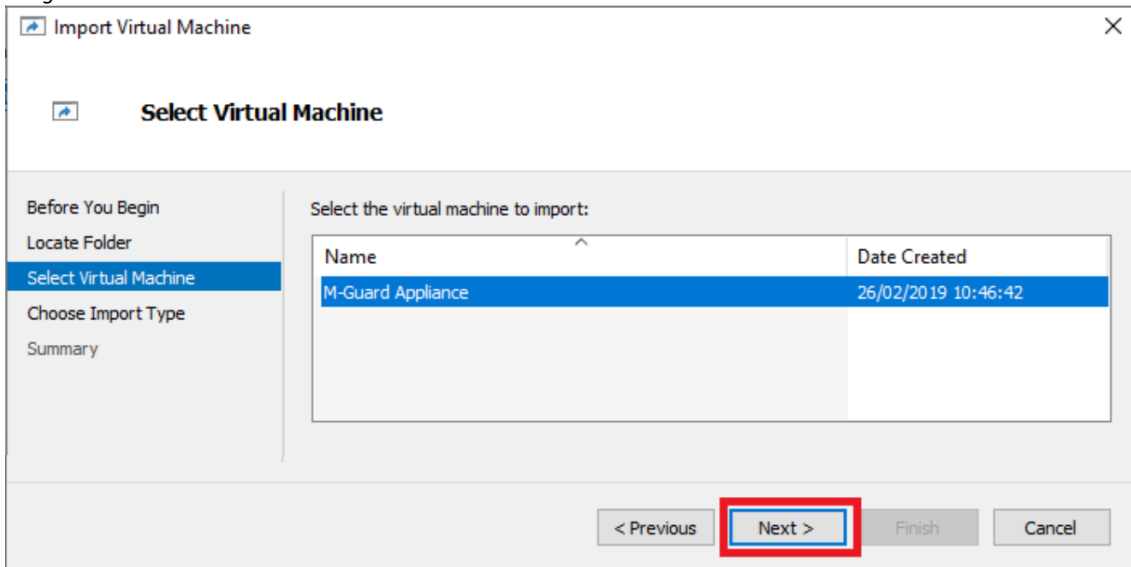 Import Virtual Machine
Select Virtual Machine
Before You Begin
Locate Folder
Select Virtual Machine
Choose Import Type
Summary
Select the virtual machine to import:
Name Date Created
M-Guard Appliance 26/02/2019 10:46:42
< Previous Next > Finish Cancel